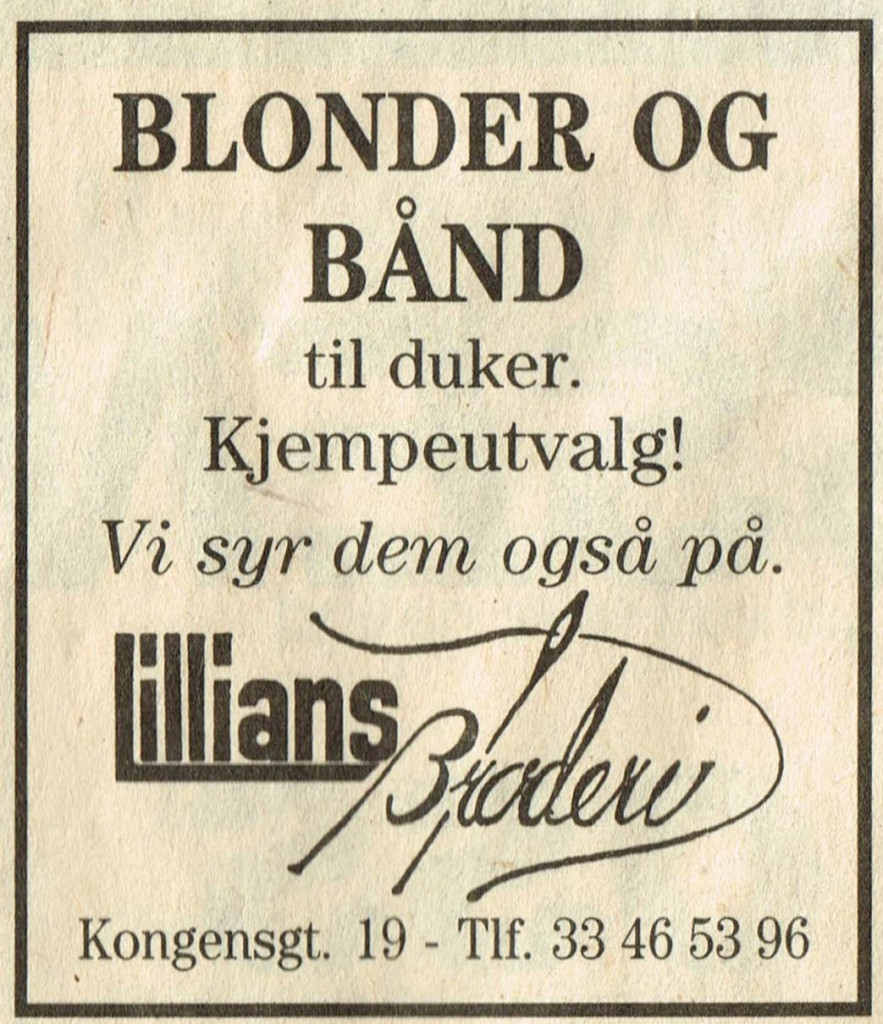 BLONDER OG
BÅND
til duker.
Kjempeutvalg!
Vi syr dem også på.
Lillians
Broderi
Kongensgt. 19 - Tlf. 33 46 53 96